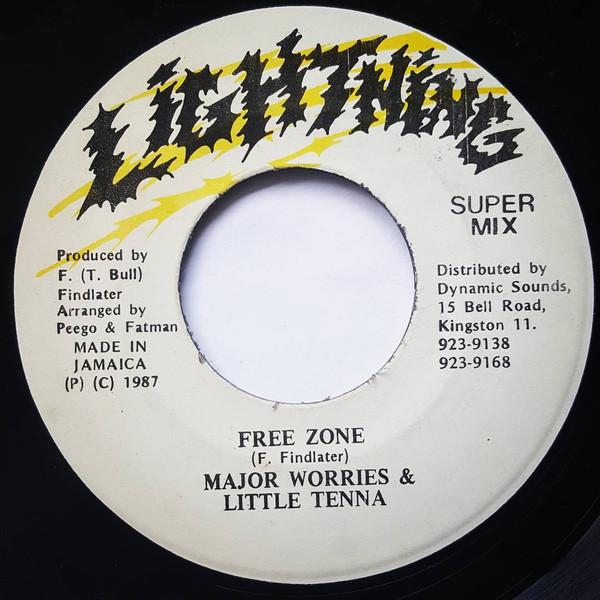 LIGHTNING
SUPER
MIX
Produced by
F. (T. Bull)
Findlater
Arranged by
Peego & Fatman
MADE IN
JAMAICA
(P) (C) 1987
Distributed by
Dynamic Sounds,
15 Bell Road,
Kingston 11.
923-9138
923-9168
FREE ZONE
(F. Findlater)
MAJOR WORRIES &
LITTLE TENNA